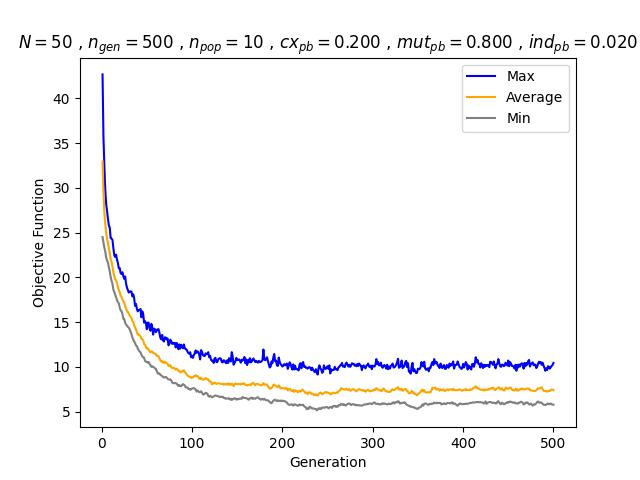 N = 50 , n_gen = 500 , n_pop = 10 , cx_pb = 0.200 , mut_pb = 0.800 , ind_pb = 0.020
Max
Average
Min
Objective Function
40
35
30
25
20
15
10
5
0 100 200 300 400 500
Generation